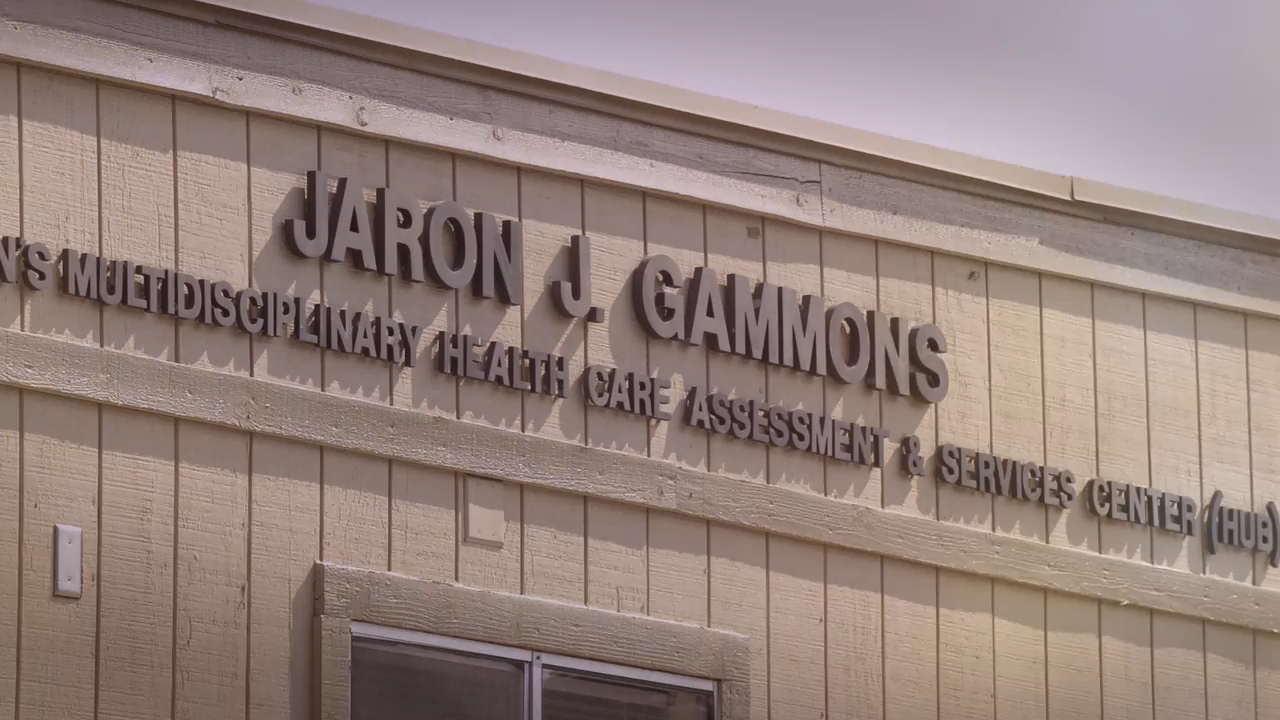 JARON J. GAMMONS
N'S MULTIDISCIPLINARY HEALTH CARE ASSESSMENT & SERVICES CENTER (HUB)